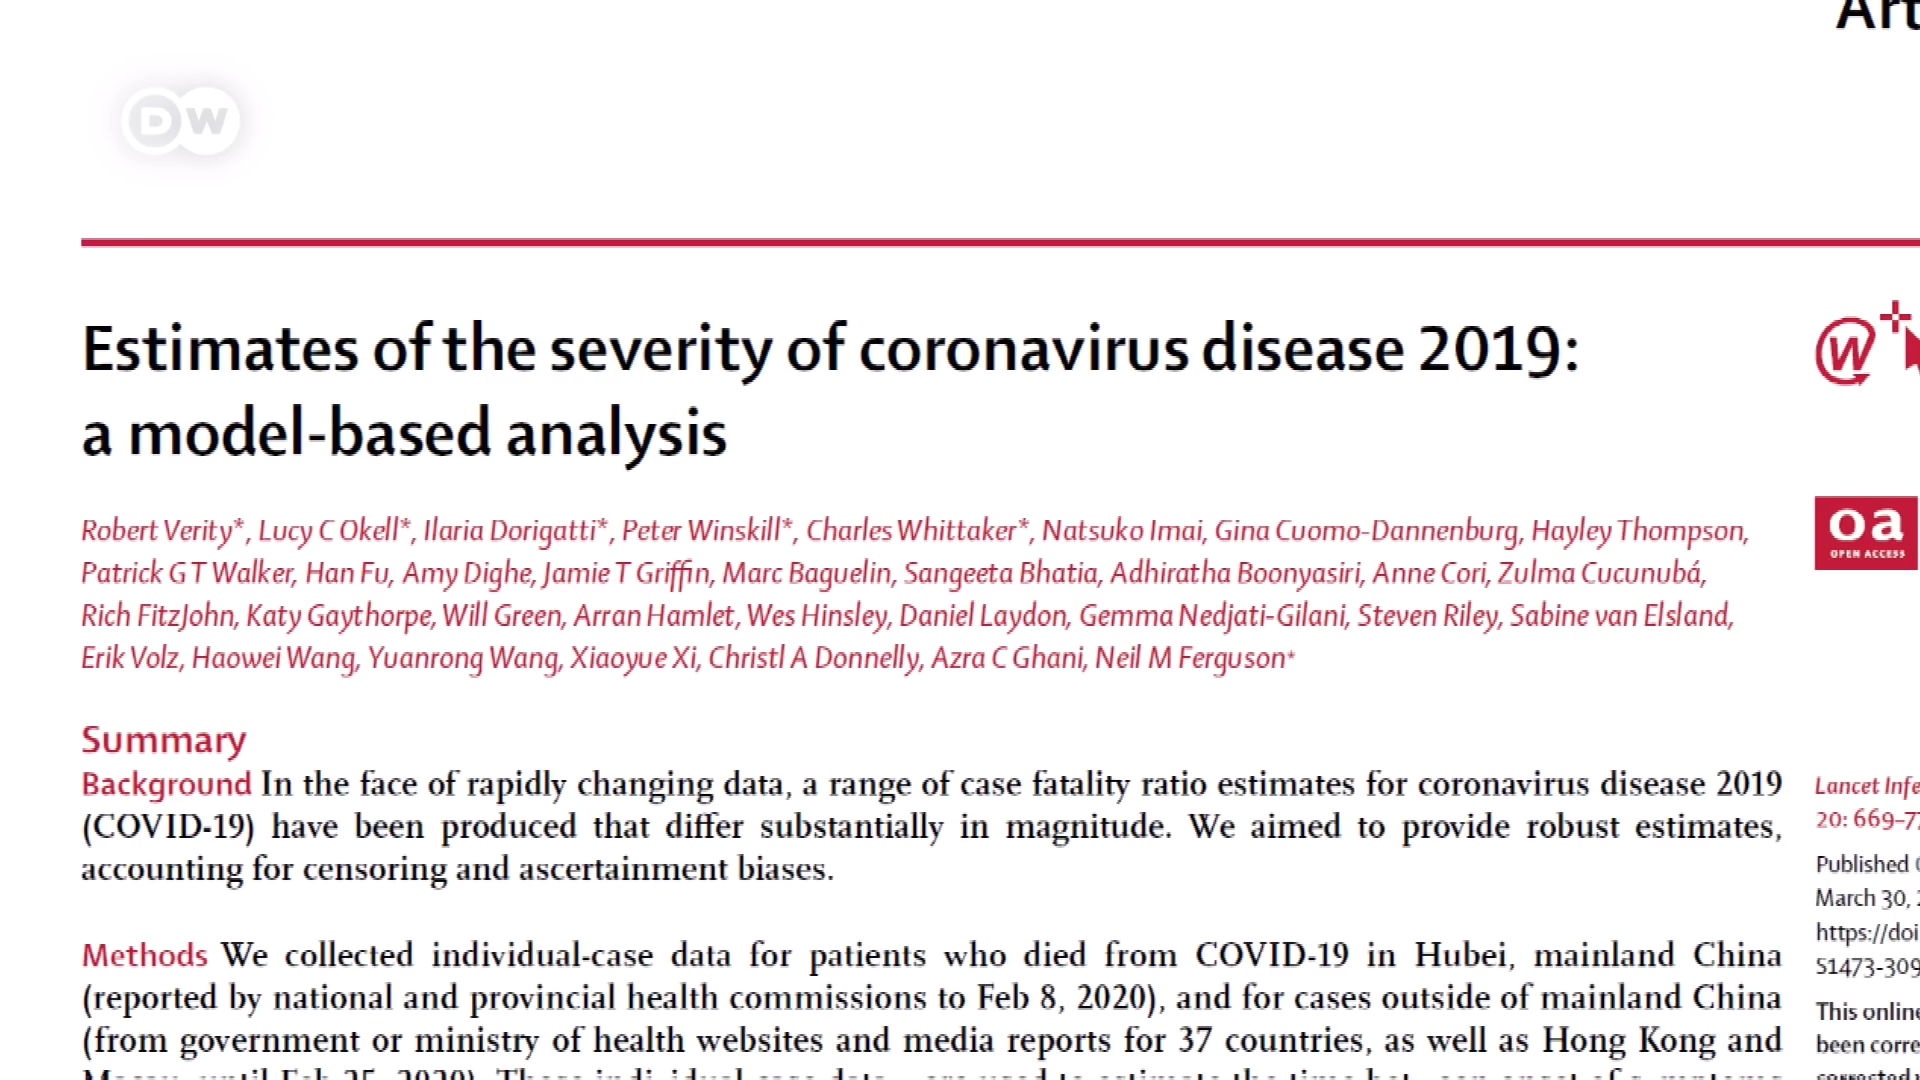 Art
DW
Estimates of the severity of coronavirus disease 2019:
a model-based analysis
Robert Verity*, Lucy C Okell*, Ilaria Dorigatti*, Peter Winskill*, Charles Whittaker*, Natsuko Imai, Gina Cuomo-Dannenburg, Hayley Thompson,
Patrick G T Walker, Han Fu, Amy Dighe, Jamie T Griffin, Marc Baguelin, Sangeeta Bhatia, Adhiratha Boonyasiri, Anne Cori, Zulma Cucunubá,
Rich FitzJohn, Katy Gaythorpe, Will Green, Arran Hamlet, Wes Hinsley, Daniel Laydon, Gemma Nedjati-Gilani, Steven Riley, Sabine van Elsland,
Erik Volz, Haowei Wang, Yuanrong Wang, Xiaoyue Xi, Christl A Donnelly, Azra C Ghani, Neil M Ferguson*
Summary
Background In the face of rapidly changing data, a range of case fatality ratio estimates for coronavirus disease 2019
(COVID-19) have been produced that differ substantially in magnitude. We aimed to provide robust estimates,
accounting for censoring and ascertainment biases.
Methods We collected individual-case data for patients who died from COVID-19 in Hubei, mainland China
(reported by national and provincial health commissions to Feb 8, 2020), and for cases outside of mainland China
(from government or ministry of health websites and media reports for 37 countries, as well as Hong Kong and
W
oa
OPEN ACCESS
Lancet Infe
20: 669–77
Published
March 30,
https://doi
S1473-309
This online
been corre